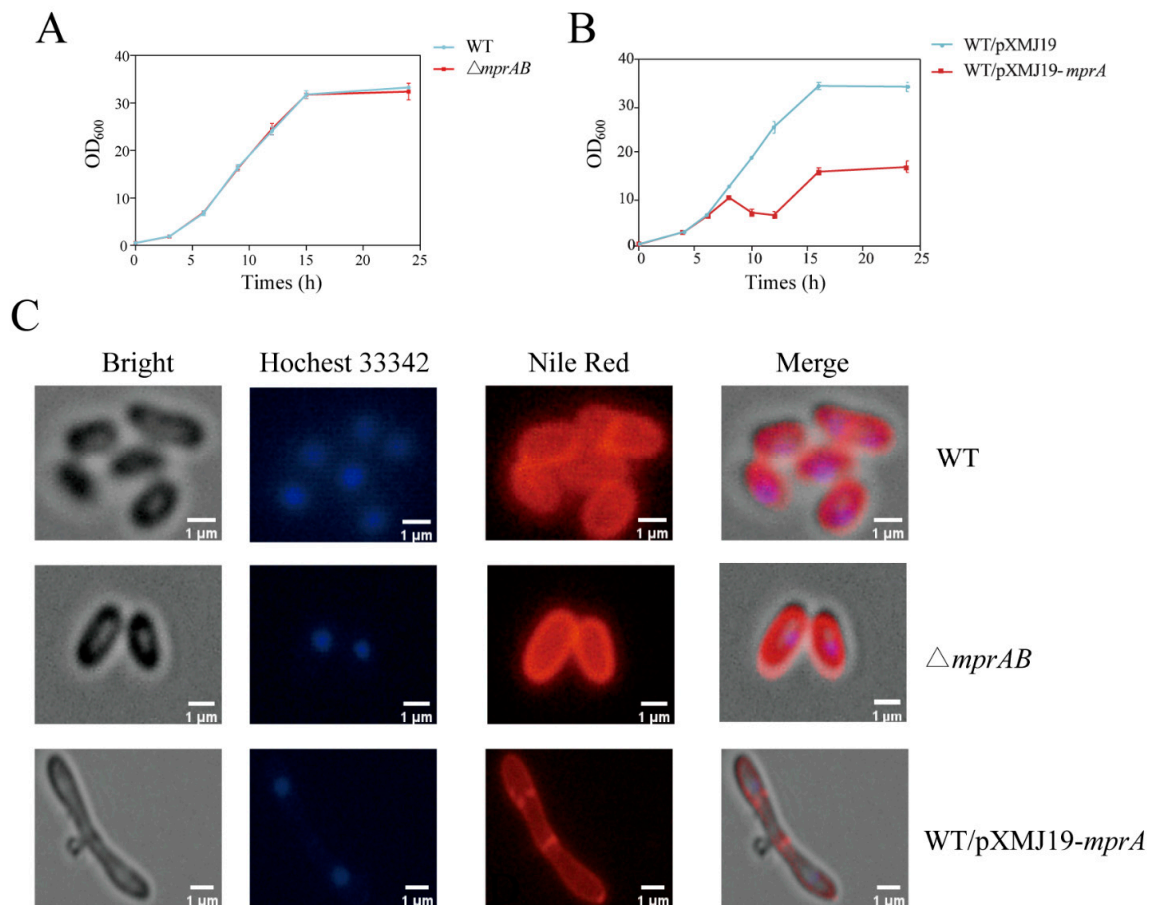 A
WT
△mprAB
40
30
20
10
0
OD600
0 5 10 15 20 25
Times (h)
B
WT/pXMJ19
WT/pXMJ19-mprA
40
30
20
10
0
OD600
0 5 10 15 20 25
Times (h)
C
Bright Hochest 33342 Nile Red Merge
1 µm 1 µm 1 µm 1 µm
WT
1 µm 1 µm 1 µm 1 µm
△mprAB
1 µm 1 µm 1 µm 1 µm
WT/pXMJ19-mprA